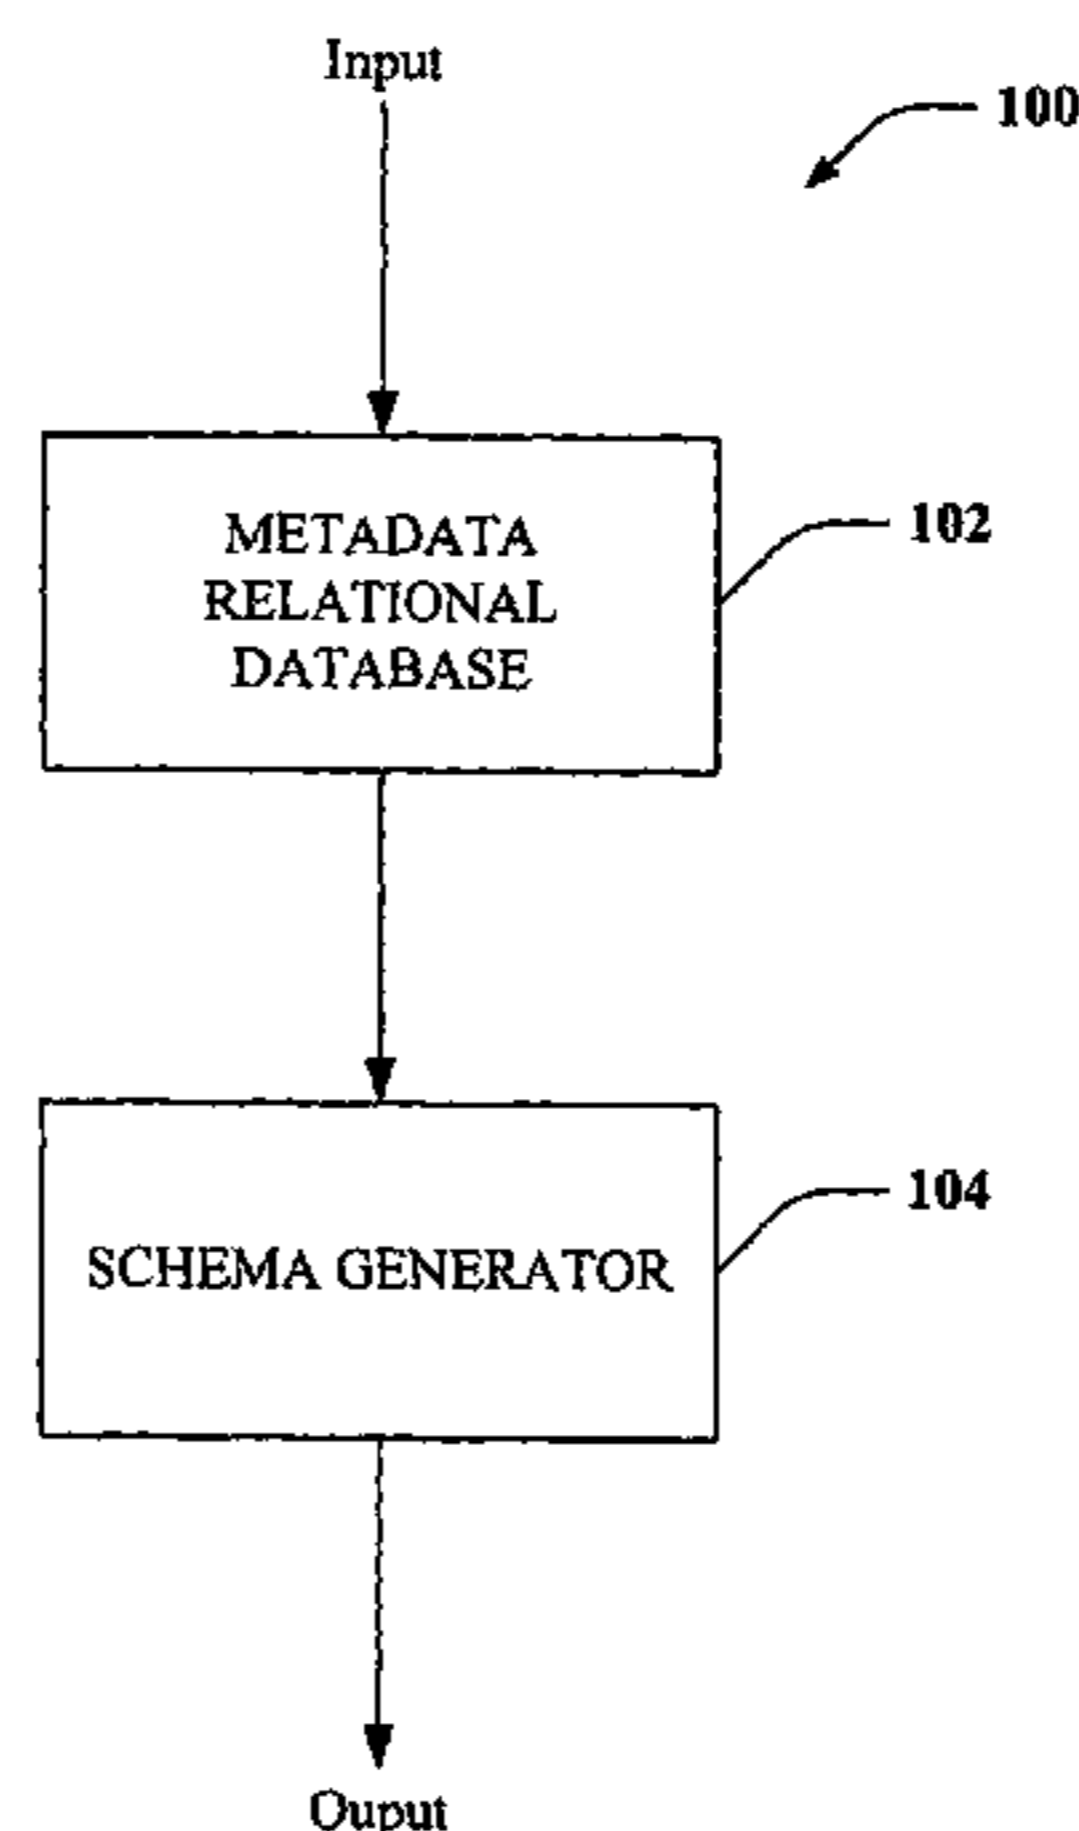 Input
100
METADATA
RELATIONAL
DATABASE
102
SCHEMA GENERATOR
104
Ouput